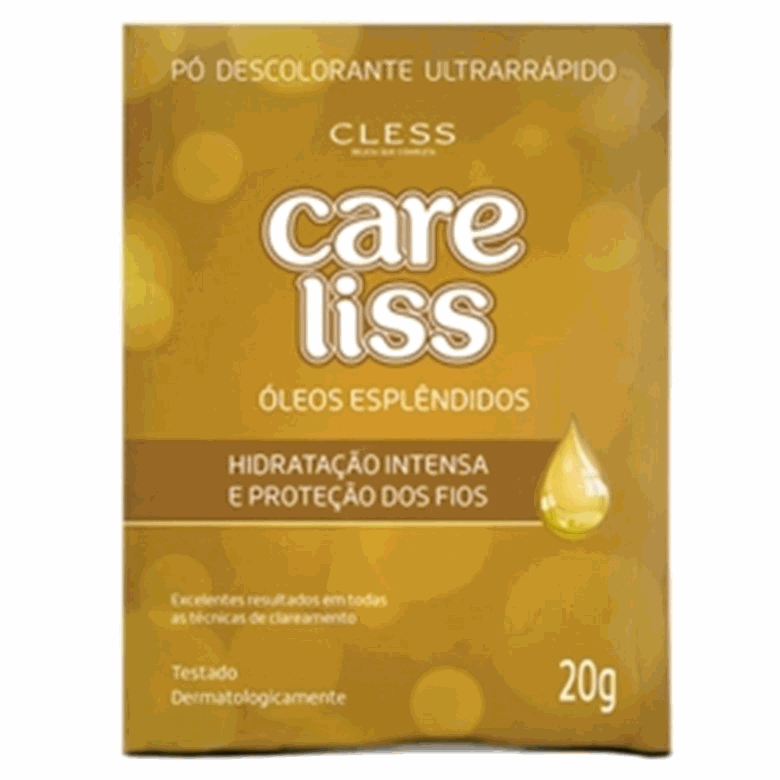 PÓ DESCOLORANTE ULTRARRÁPIDO
CLESS
care
liss
ÓLEOS ESPLÊNDIDOS
HIDRATAÇÃO INTENSA
E PROTEÇÃO DOS FIOS
Excelentes resultados em todas
as técnicas de clareamento
Testado
Dermatologicamente
20g